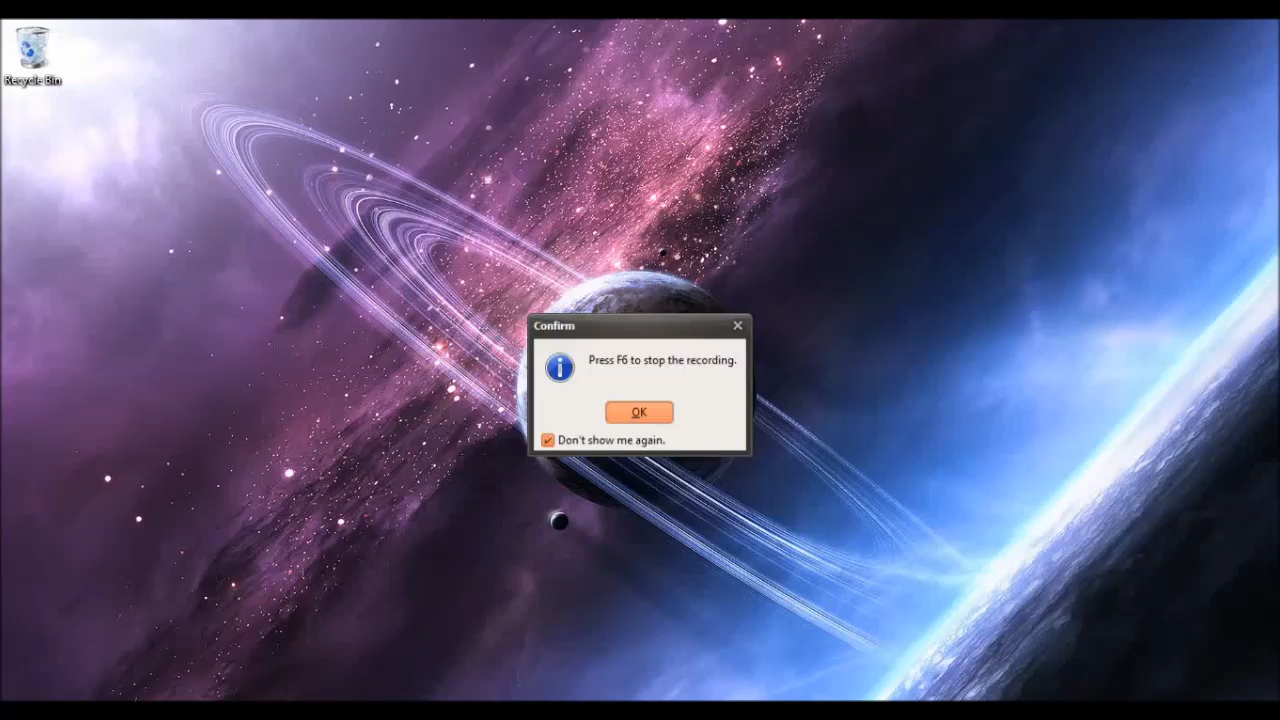 Recycle Bin
Confirm
Press F6 to stop the recording.
OK
Don't show me again.